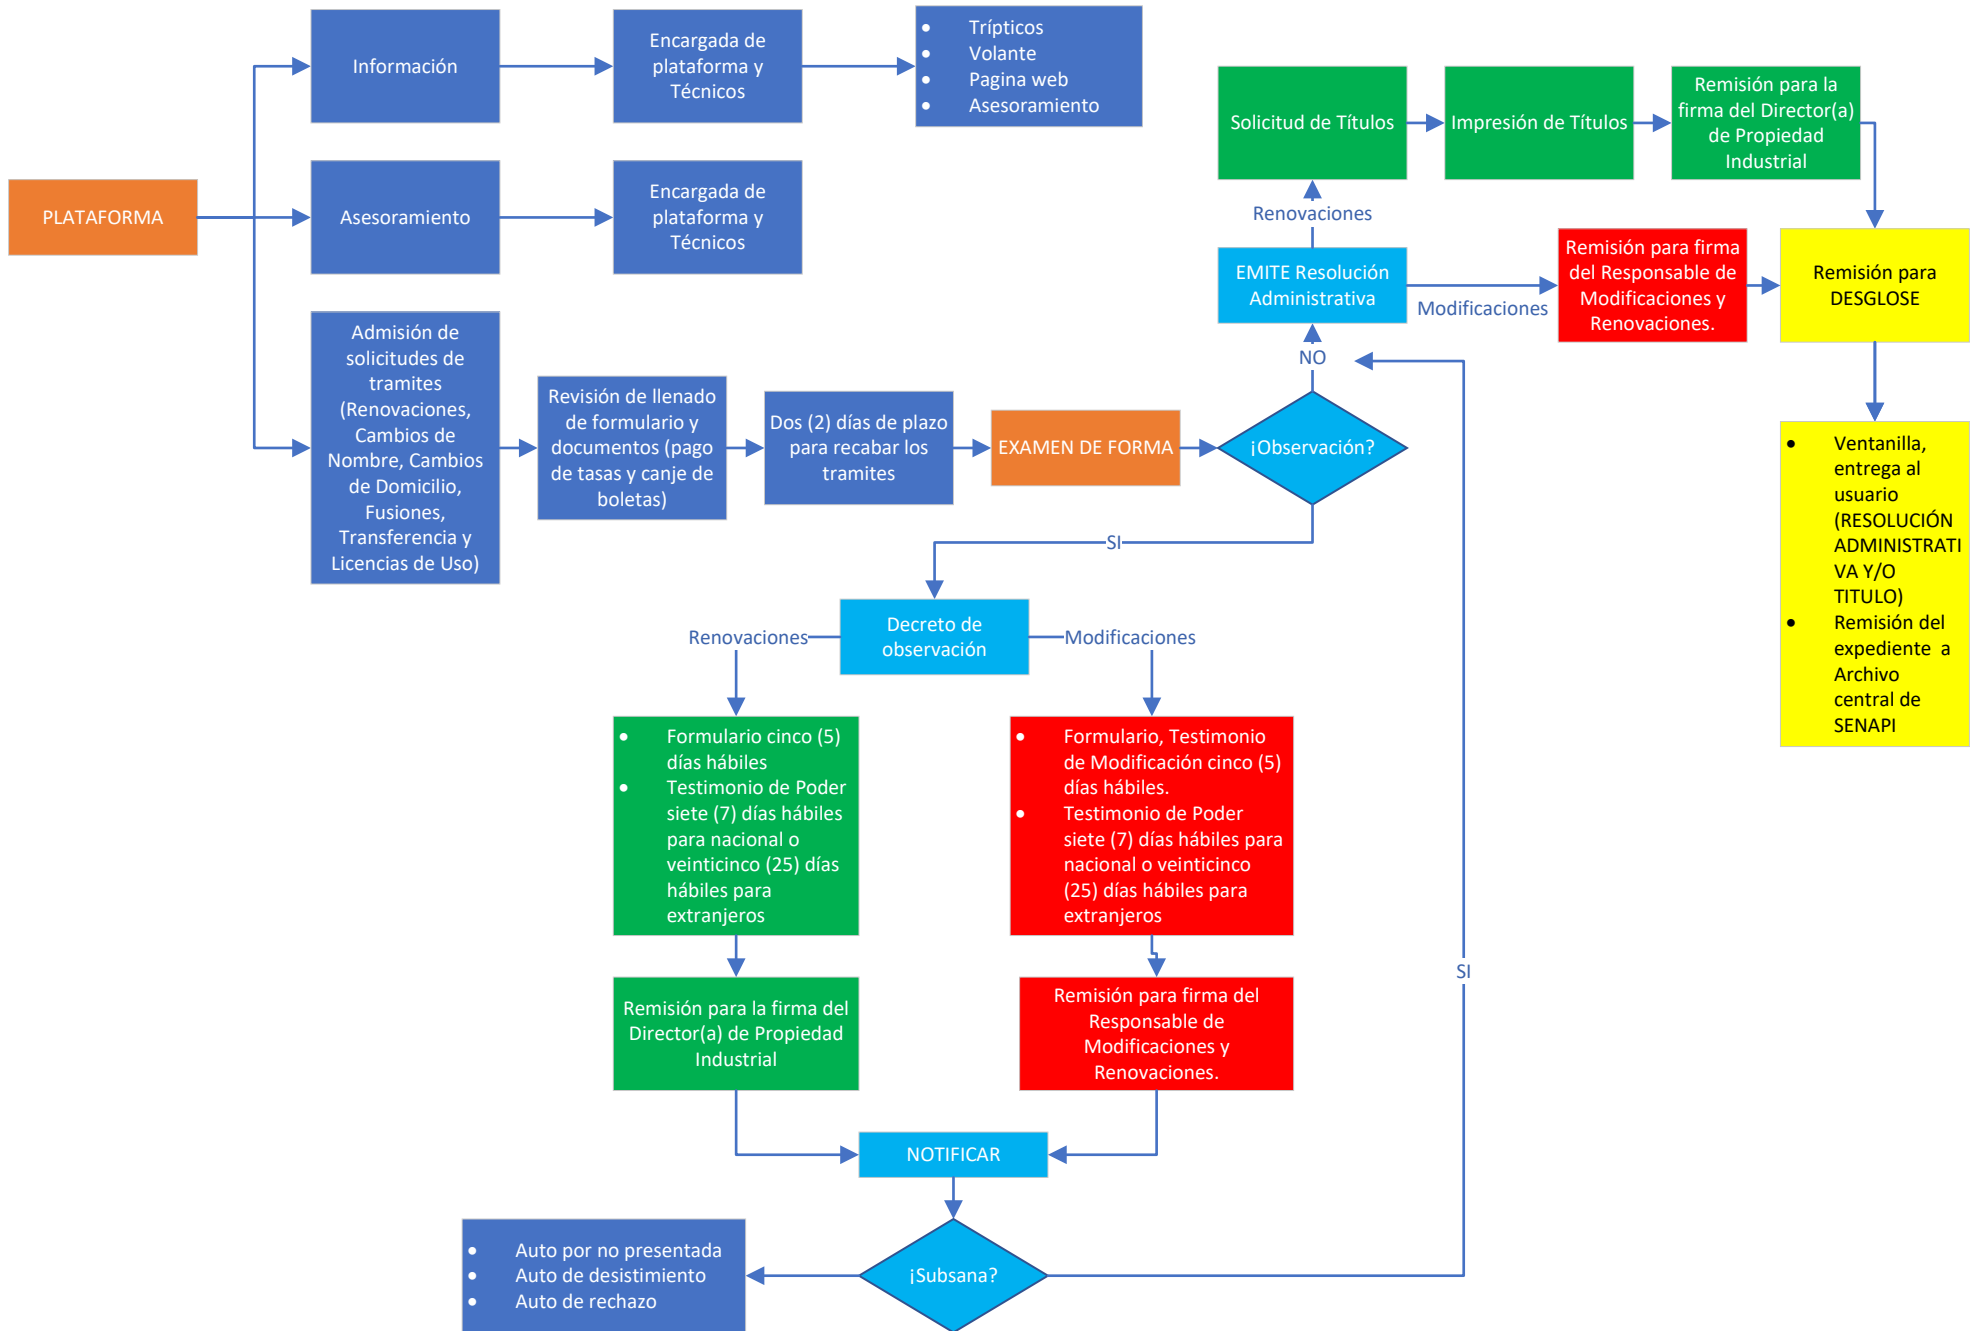 PLATAFORMA
Información
Encargada de
plataforma y
Técnicos
• Trípticos
• Volante
• Pagina web
• Asesoramiento
Asesoramiento
Encargada de
plataforma y
Técnicos
Admisión de
solicitudes de
tramites
(Renovaciones,
Cambios de
Nombre, Cambios
de Domicilio,
Fusiones,
Transferencia y
Licencias de Uso)
Revisión de llenado
de formulario y
documentos (pago
de tasas y canje de
boletas)
Dos (2) días de plazo
para recabar los
tramites
EXAMEN DE FORMA
¡Observación?
NO
EMITE Resolución
Administrativa
Renovaciones
Solicitud de Títulos
Impresión de Títulos
Remisión para la
firma del Director(a)
de Propiedad
Industrial
Modificaciones
Remisión para firma
del Responsable de
Modificaciones y
Renovaciones.
Remisión para
DESGLOSE
• Ventanilla,
entrega al
usuario
(RESOLUCIÓN
ADMINISTRATI
VA Y/O
TITULO)
• Remisión del
expediente a
Archivo
central de
SENAPI
SI
Decreto de
observación
Renovaciones
Modificaciones
• Formulario cinco (5)
días hábiles
• Testimonio de Poder
siete (7) días hábiles
para nacional o
veinticinco (25) días
hábiles para
extranjeros
• Formulario, Testimonio
de Modificación cinco (5)
días hábiles.
• Testimonio de Poder
siete (7) días hábiles para
nacional o veinticinco
(25) días hábiles para
extranjeros
Remisión para la firma del
Director(a) de Propiedad
Industrial
Remisión para firma del
Responsable de
Modificaciones y
Renovaciones.
NOTIFICAR
¡Subsana?
SI
• Auto por no presentada
• Auto de desistimiento
• Auto de rechazo